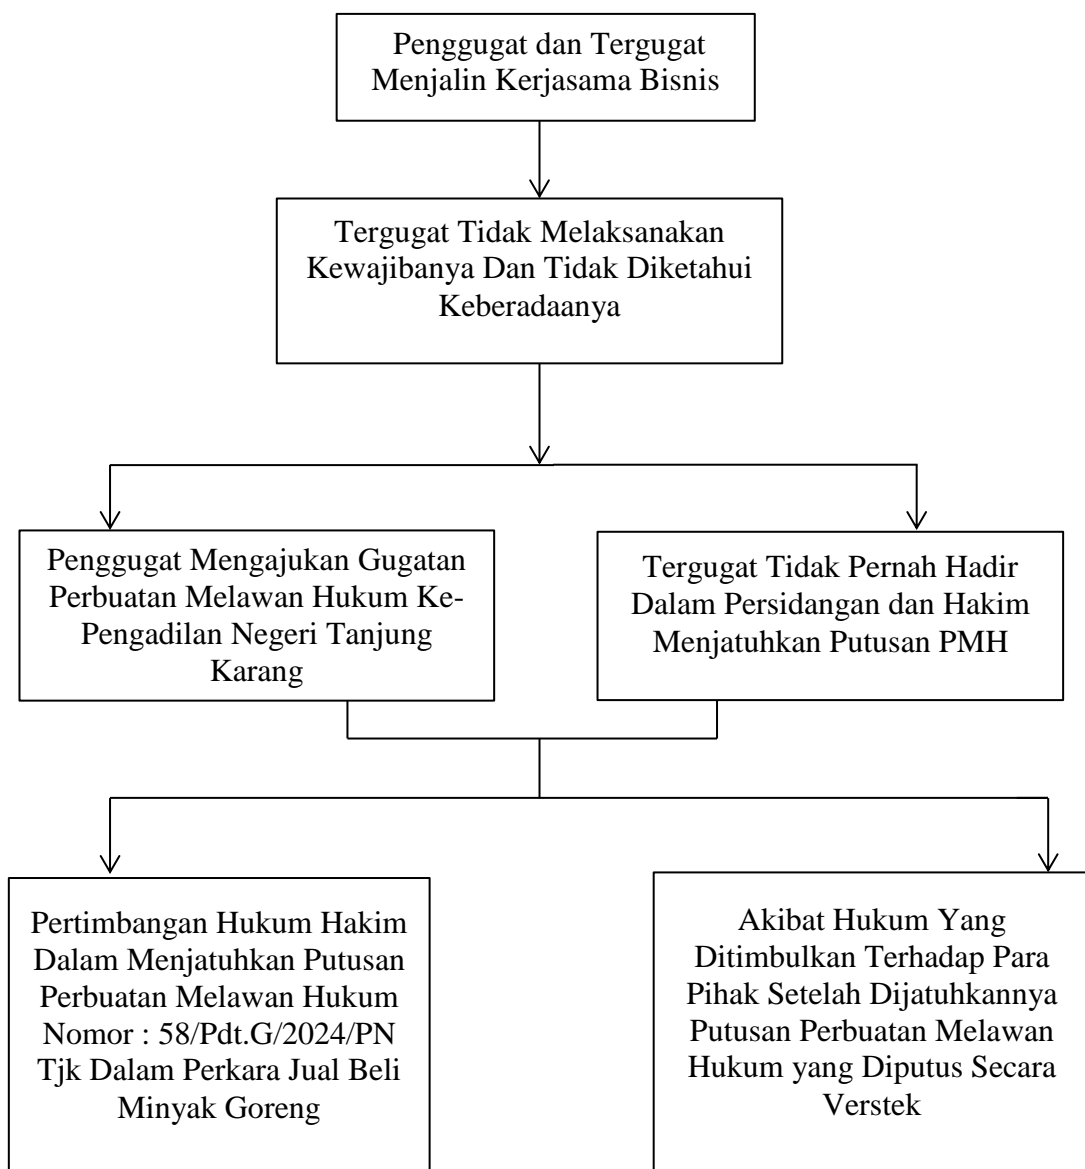 Penggugat dan Tergugat
Menjalin Kerjasama Bisnis
Tergugat Tidak Melaksanakan
Kewajibanya Dan Tidak Diketahui
Keberadaanya
Penggugat Mengajukan Gugatan
Perbuatan Melawan Hukum Ke-
Pengadilan Negeri Tanjung
Karang
Tergugat Tidak Pernah Hadir
Dalam Persidangan dan Hakim
Menjatuhkan Putusan PMH
Pertimbangan Hukum Hakim
Dalam Menjatuhkan Putusan
Perbuatan Melawan Hukum
Nomor : 58/Pdt.G/2024/PN
Tjk Dalam Perkara Jual Beli
Minyak Goreng
Akibat Hukum Yang
Ditimbulkan Terhadap Para
Pihak Setelah Dijatuhkannya
Putusan Perbuatan Melawan
Hukum yang Diputus Secara
Verstek